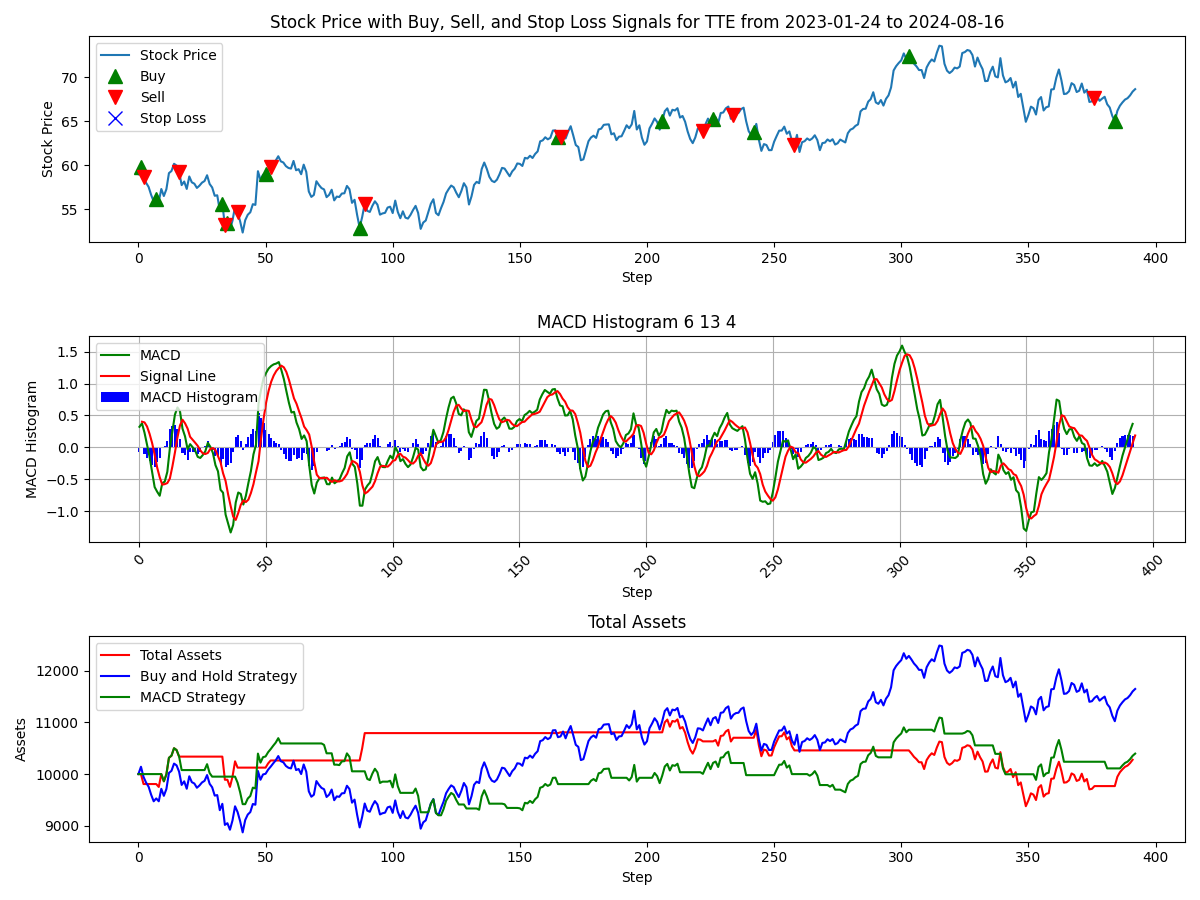 Stock Price with Buy, Sell, and Stop Loss Signals for TTE from 2023-01-24 to 2024-08-16
Stock Price
Buy
Sell
Stop Loss
Stock Price
70
65
60
55
0 50 100 150 200 250 300 350 400
Step
MACD Histogram 6 13 4
MACD
Signal Line
MACD Histogram
MACD Histogram
1.5
1.0
0.5
0.0
−0.5
−1.0
0 50 100 150 200 250 300 350 400
Step
Total Assets
Total Assets
Buy and Hold Strategy
MACD Strategy
Assets
12000
11000
10000
9000
0 50 100 150 200 250 300 350 400
Step